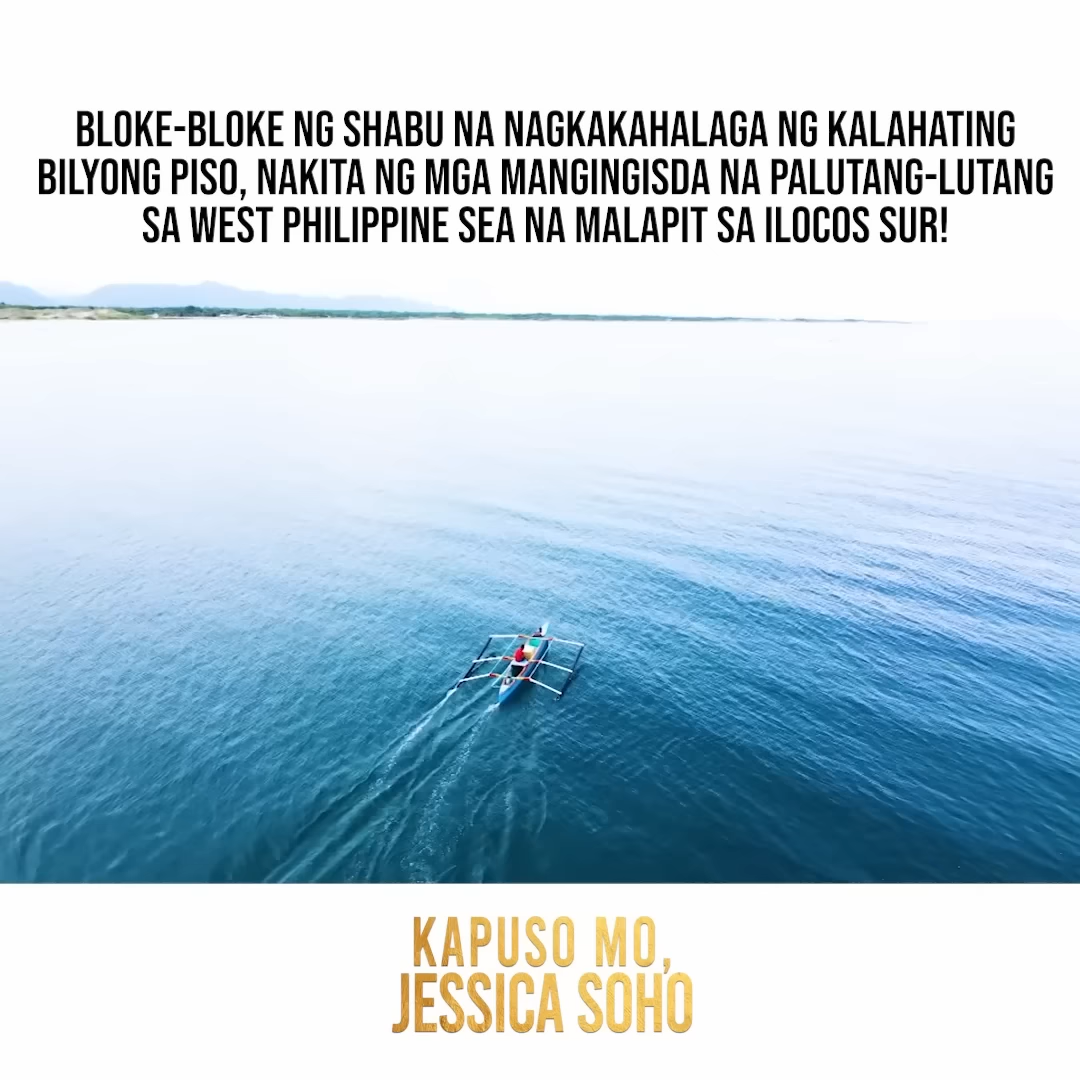 BLOKE-BLOKE NG SHABU NA NAGKAKAHALAGA NG KALAHATING
BILYONG PISO, NAKITA NG MGA MANGINGISDA NA PALUTANG-LUTANG
SA WEST PHILIPPINE SEA NA MALAPIT SA ILOCOS SUR!
KAPUSO MO,
JESSICA SOHO